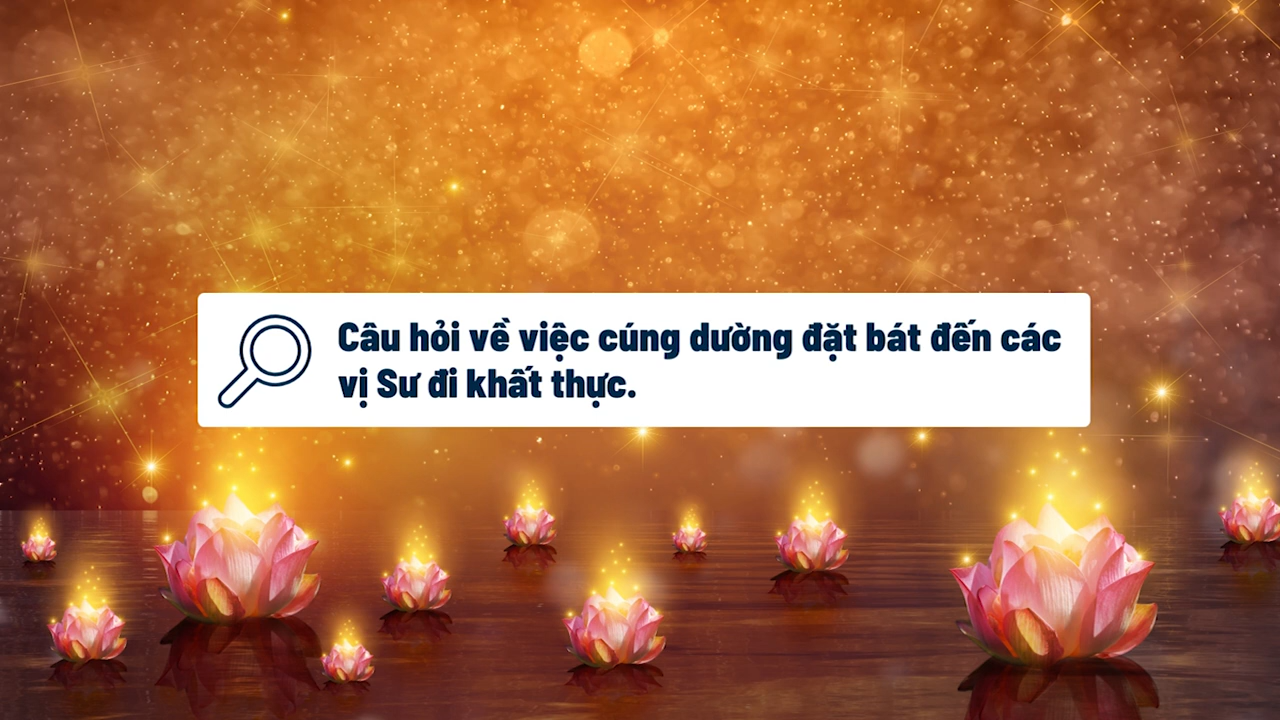 Câu hỏi về việc cúng dường đặt bát đến các
vị Sư đi khất thực.